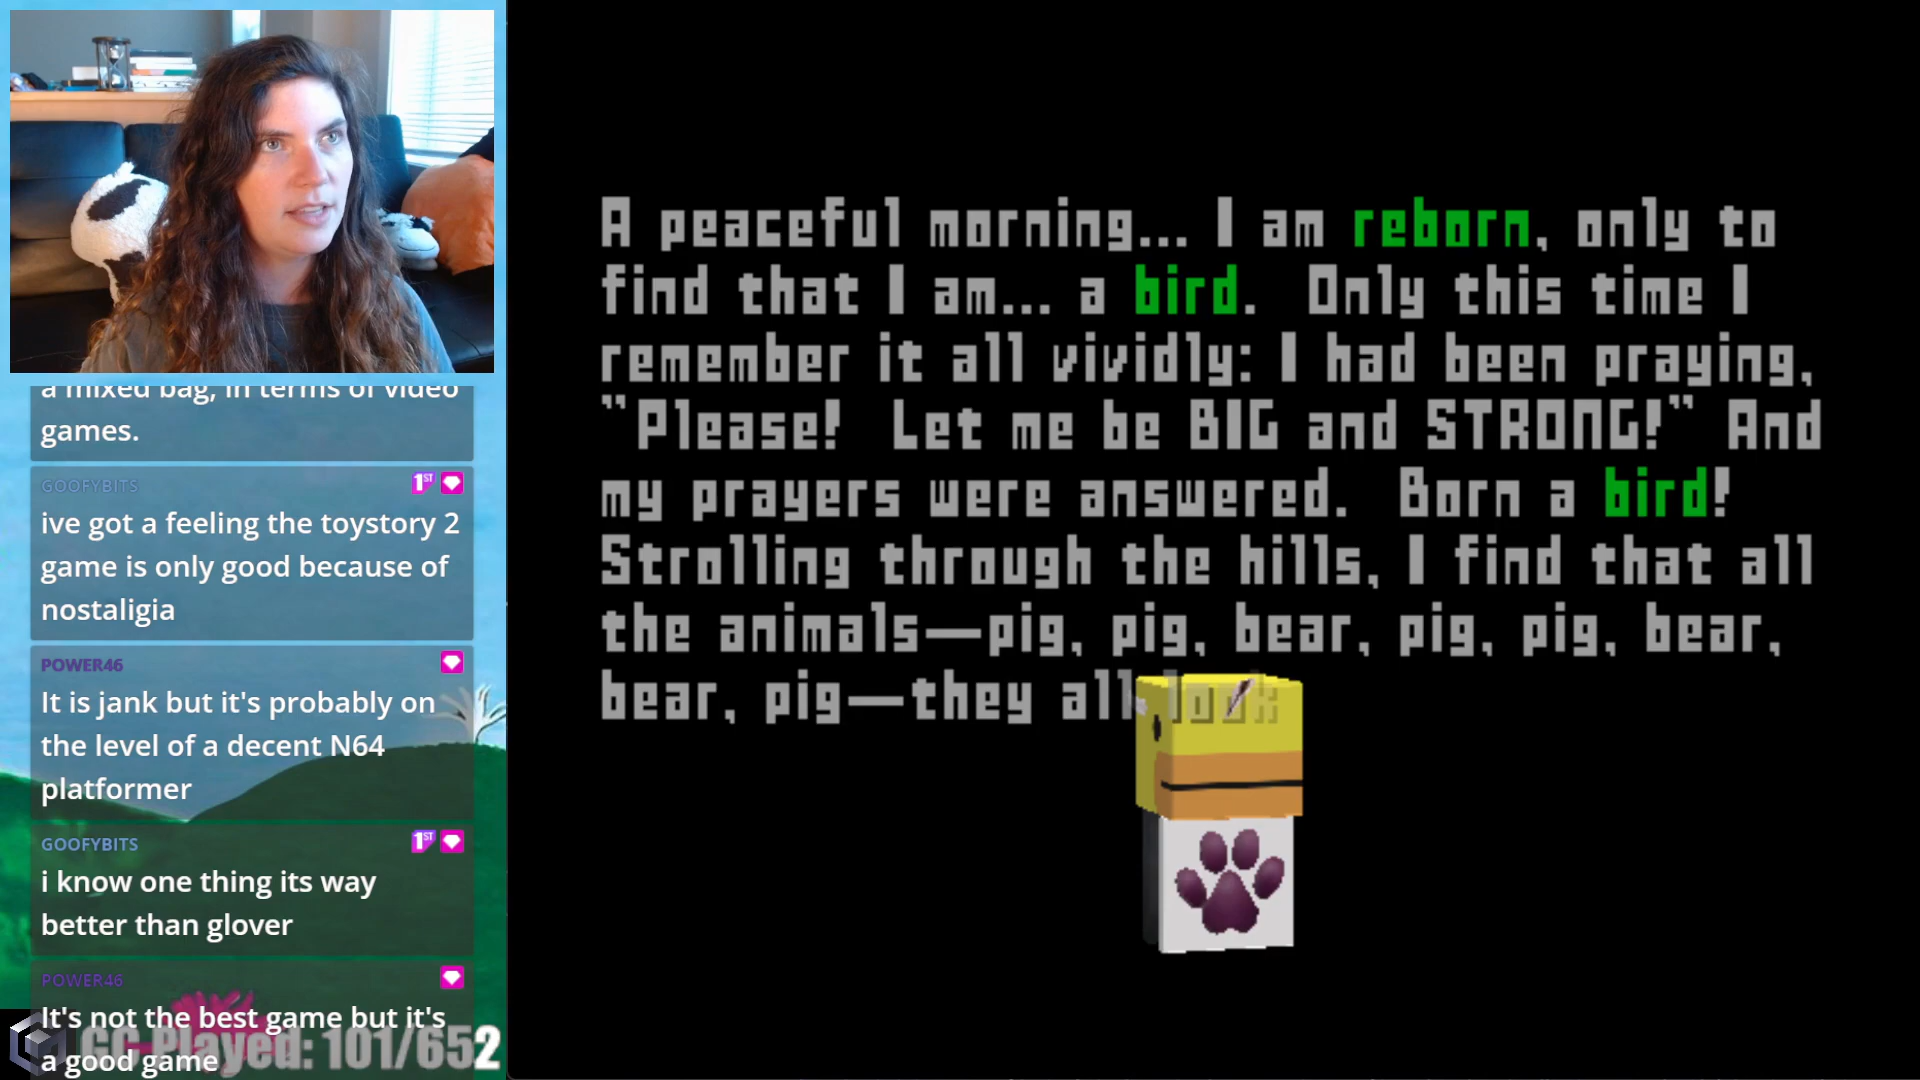 a mixed bag, in terms of video
games.
GOOFYBITS
1ST
ive got a feeling the toystory 2
game is only good because of
nostaligia
POWER46
It is jank but it's probably on
the level of a decent N64
platformer
GOOFYBITS
1ST
i know one thing its way
better than glover
POWER46
It's not the best game but it's
a good game
GC Played: 101/652
A peaceful morning... I am reborn, only to
find that I am... a bird. Only this time I
remember it all vividly: I had been praying,
"Please! Let me be BIG and STRONG!" And
my prayers were answered. Born a bird!
Strolling through the hills, I find that all
the animals—pig, pig, bear, pig, pig, bear,
bear, pig—they all look